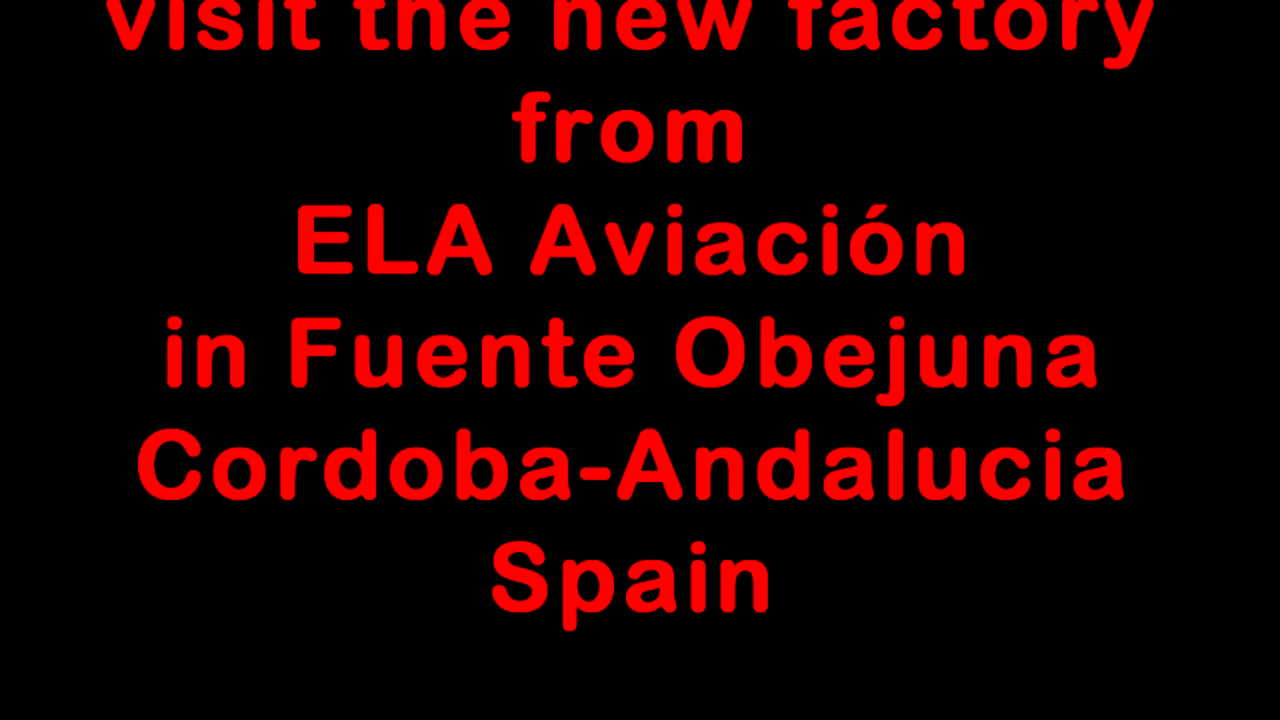 visit the new factory
from
ELA Aviación
in Fuente Obejuna
Cordoba-Andalucia
Spain